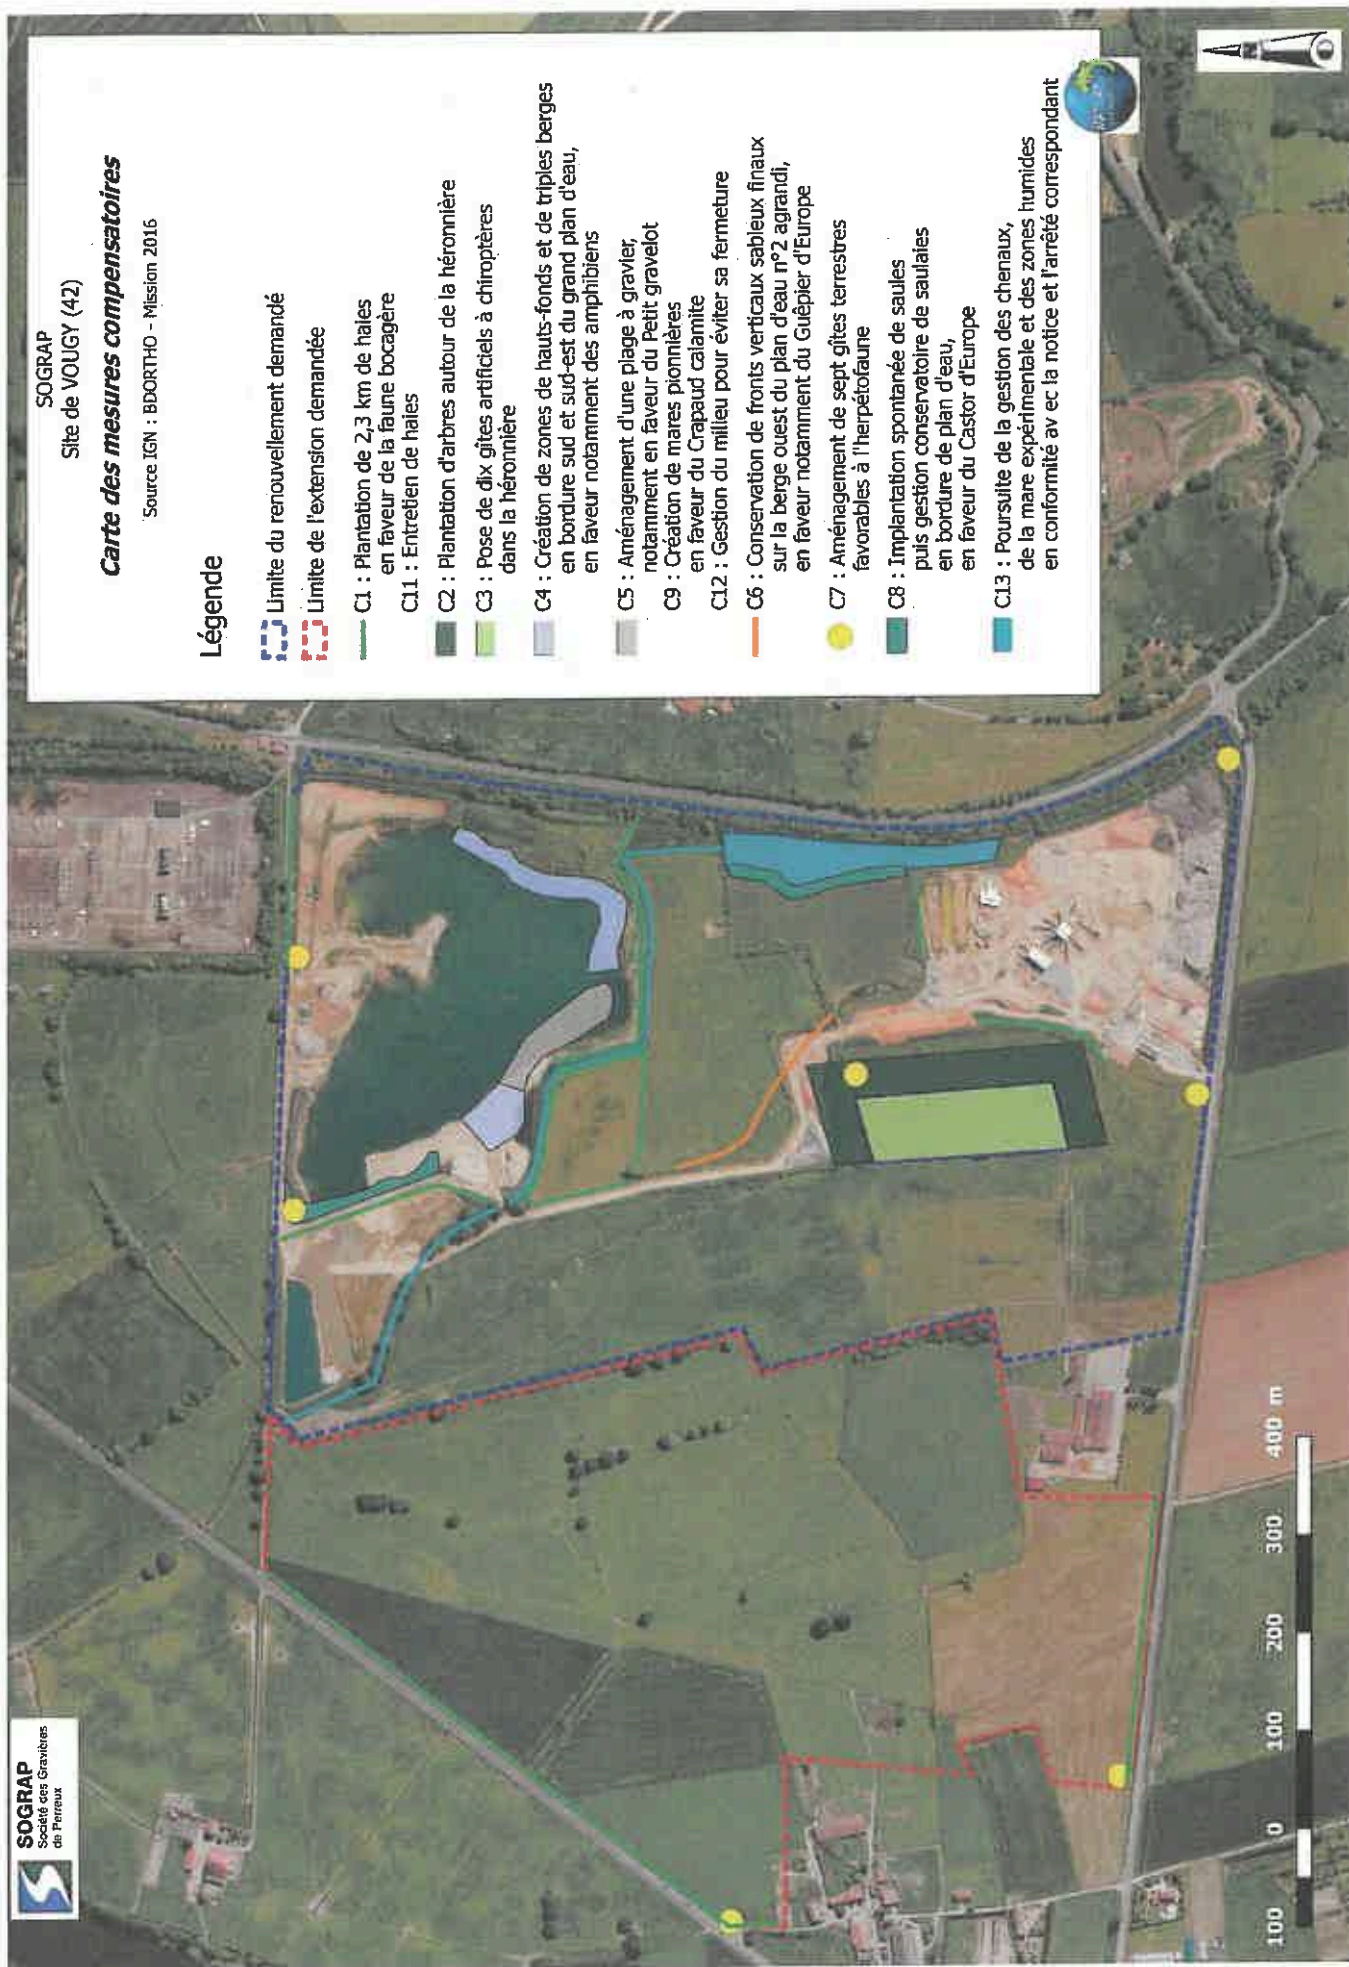 SOGRAP
Site de VOUGY (42)
Carte des mesures compensatoires
Source IGN : BDORTHO - Mission 2016
Légende
Limite du renouvellement demandé
Limite de l'extension demandée
C1 : Plantation de 2,3 km de haies
en faveur de la faune bocagère
C11 : Entretien de haies
C2 : Plantation d'arbres autour de la héronnière
C3 : Pose de dix gîtes artificiels à chiroptères
dans la héronnière
C4 : Création de zones de hauts-fonds et de triples berges
en bordure sud et sud-est du grand plan d'eau,
en faveur notamment des amphibiens
C5 : Aménagement d'une plage à gravier,
notamment en faveur du Petit gravelot
C9 : Création de mares pionnières
en faveur du Crapaud calamite
C12 : Gestion du milieu pour éviter sa fermeture
C6 : Conservation de fronts verticaux sableux finaux
sur la berge ouest du plan d'eau n°2 agrandi,
en faveur notamment du Guêpier d'Europe
C7 : Aménagement de sept gîtes terrestres
favorables à l'herpétofaune
C8 : Implantation spontanée de saules
puis gestion conservatoire de saulaies
en bordure de plan d'eau,
en faveur du Castor d'Europe
C13 : Poursuite de la gestion des chenaux,
de la mare expérimentale et des zones humides
en conformité av ec la notice et l'arrêté correspondant
N
SOGRAP
Société des Gravières
de Perreux
100 0 100 200 300 400 m